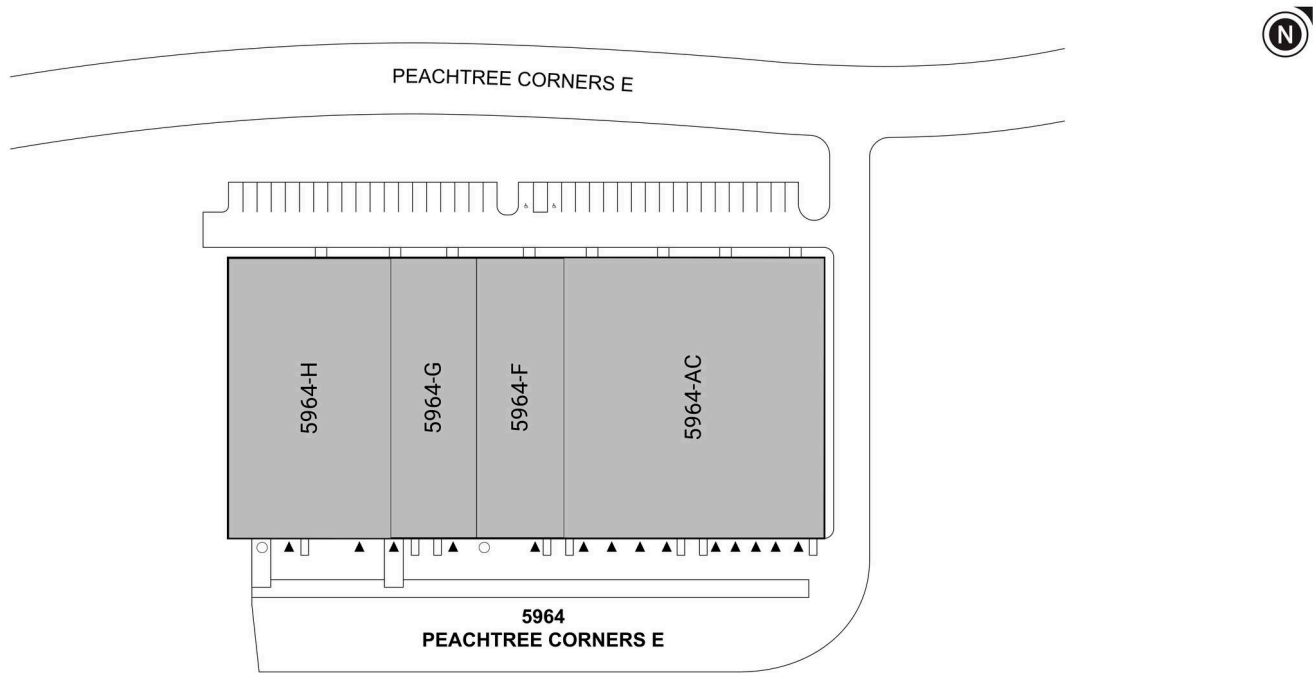 N
PEACHTREE CORNERS E
5964-H
5964-G
5964-F
5964-AC
5964
PEACHTREE CORNERS E